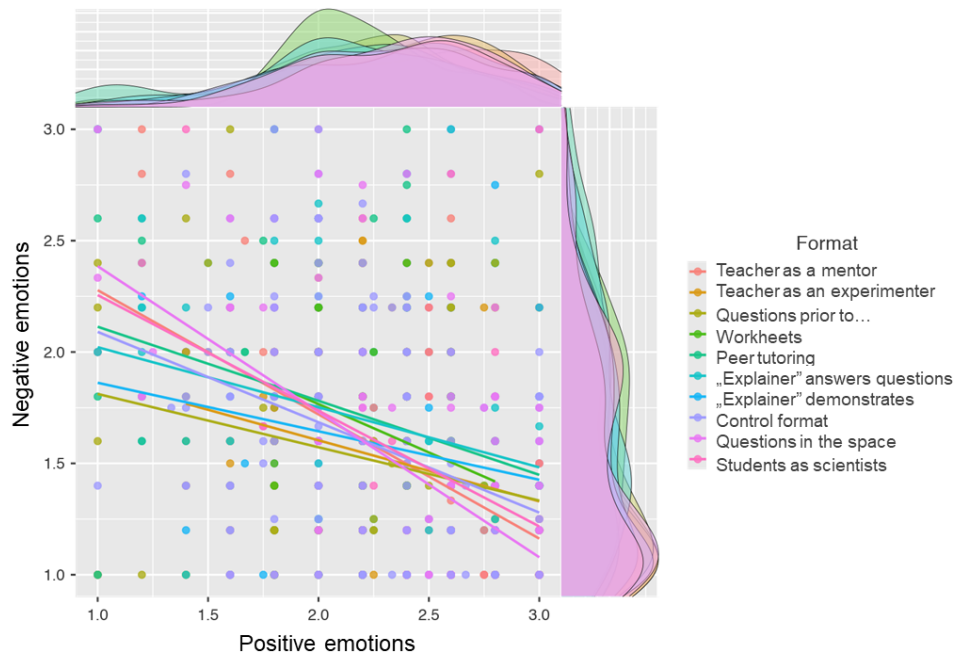 3.0
2.5
2.0
1.5
1.0
Negative emotions
1.0 1.5 2.0 2.5 3.0
Positive emotions
Format
Teacher as a mentor
Teacher as an experimenter
Questions prior to…
Workheets
Peer tutoring
„Explainer” answers questions
„Explainer” demonstrates
Control format
Questions in the space
Students as scientists